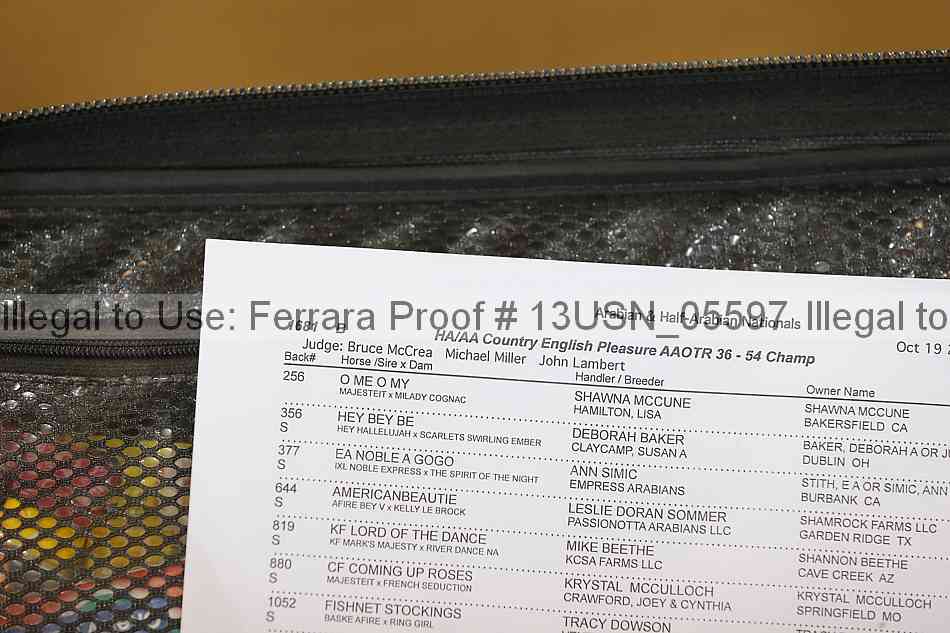 Illegal to Use: Ferrara Proof # 13USN_05597 Illegal to
Arabian & Half-Arabian Nationals
1681 B
HA/AA Country English Pleasure AAOTR 36 - 54 Champ
Oct 19
Judge: Bruce McCrea Michael Miller John Lambert
Back# Horse /Sire x Dam Handler / Breeder Owner Name
256 O ME O MY SHAWNA MCCUNE SHAWNA MCCUNE
MAJESTEIT x MILADY COGNAC HAMILTON, LISA BAKERSFIELD CA
356 HEY BEY BE DEBORAH BAKER BAKER, DEBORAH A OR
S HEY HALLELUJAH x SCARLETS SWIRLING EMBER CLAYCAMP, SUSAN A DUBLIN OH
377 EA NOBLE A GOGO ANN SIMIC STITH, E A OR SIMIC, ANN
S IXL NOBLE EXPRESS x THE SPIRIT OF THE NIGHT EMPRESS ARABIANS BURBANK CA
644 AMERICANBEAUTIE LESLIE DORAN SOMMER SHAMROCK FARMS LLC
S AFIRE BEY V x KELLY LE BROCK PASSIONOTTA ARABIANS LLC GARDEN RIDGE TX
819 KF LORD OF THE DANCE MIKE BEETHE SHANNON BEETHE
S KF MARK'S MAJESTY x RIVER DANCE NA KCSA FARMS LLC CAVE CREEK AZ
880 CF COMING UP ROSES KRYSTAL MCCULLOCH KRYSTAL MCCULLOCH
S MAJESTEIT x FRENCH SEDUCTION CRAWFORD, JOEY & CYNTHIA SPRINGFIELD MO
1052 FISHNET STOCKINGS TRACY DOWSON
S BASKE AFIRE x RING GIRL